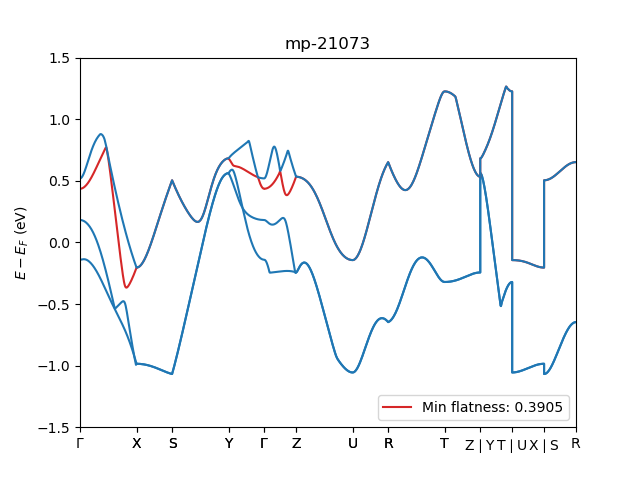 mp-21073
1.5
1.0
0.5
0.0
−0.5
−1.0
−1.5
E − E_F (eV)
Min flatness: 0.3905
Γ X S Y Γ Z U R T Z | Y T | U X | S R